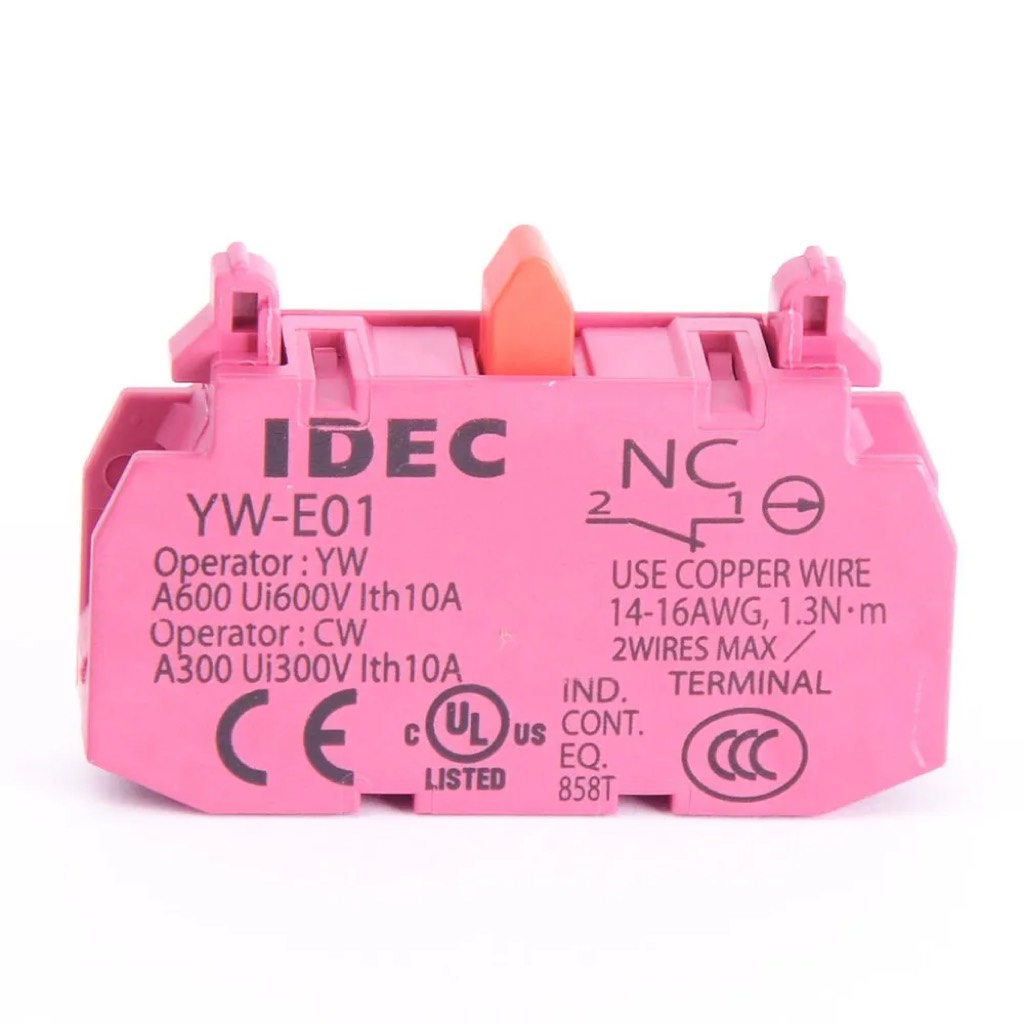 IDEC
YW-E01
Operator : YW
A600 Ui600V Ith10A
Operator : CW
A300 Ui300V Ith10A
CE
C UL US
LISTED
IND.
CONT.
EQ.
858T
NC
2 1
USE COPPER WIRE
14-16AWG, 1.3N·m
2WIRES MAX /
TERMINAL
CCC